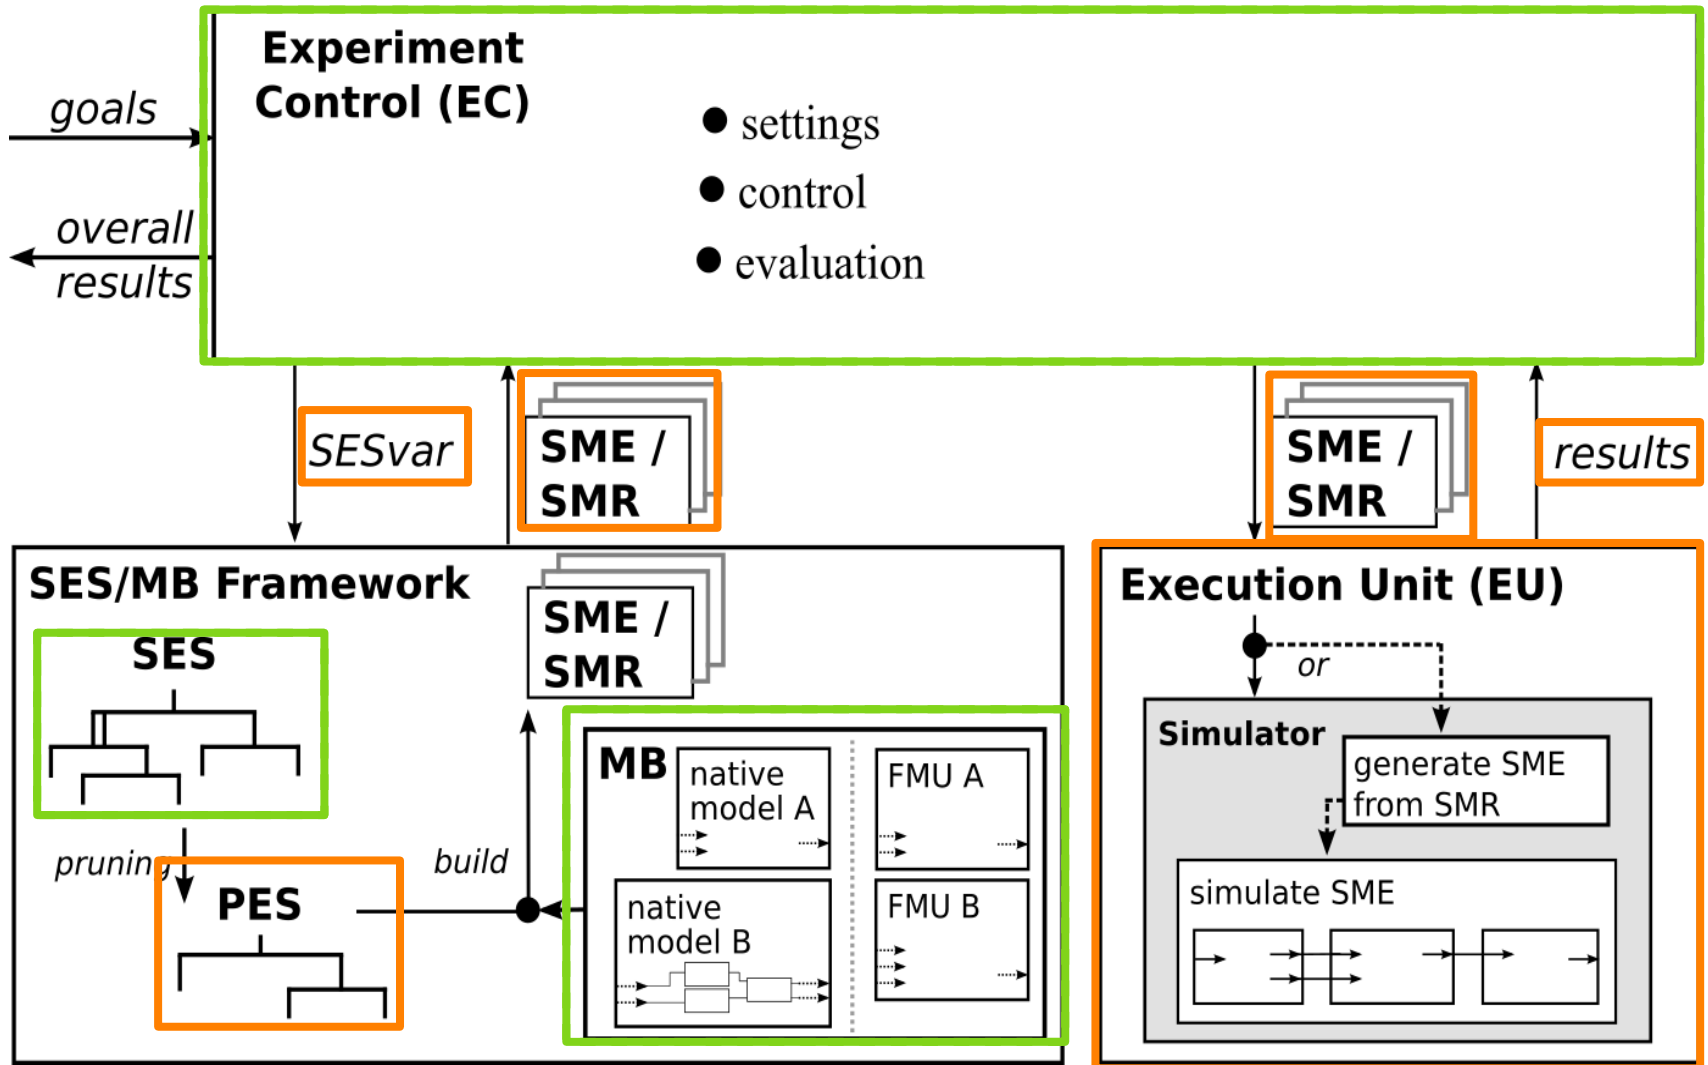 Experiment
Control (EC)
goals
overall
results
● settings
● control
● evaluation
SESvar
SME /
SMR
SME /
SMR
results
SES/MB Framework
SES
pruning
PES
build
SME /
SMR
MB
native
model A
FMU A
native
model B
FMU B
Execution Unit (EU)
or
Simulator
generate SME
from SMR
simulate SME